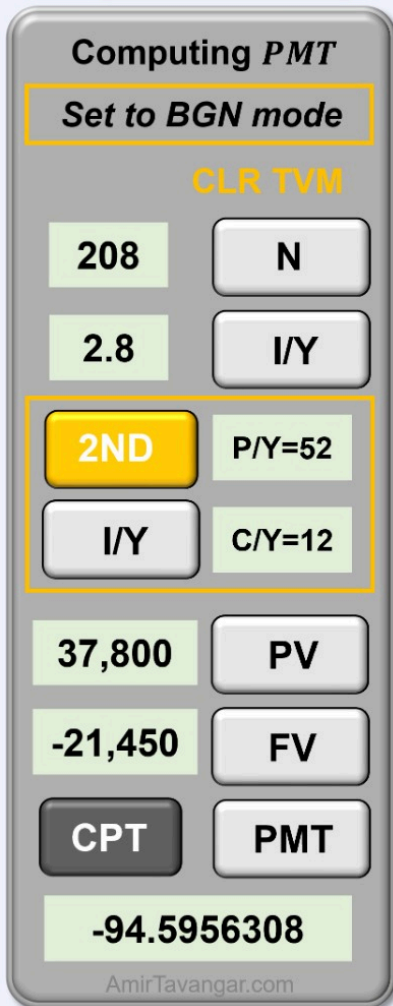 Computing PMT
Set to BGN mode
CLR TVM
208 N
2.8 I/Y
2ND P/Y=52
I/Y C/Y=12
37,800 PV
-21,450 FV
CPT PMT
-94.5956308
AmirTavangar.com